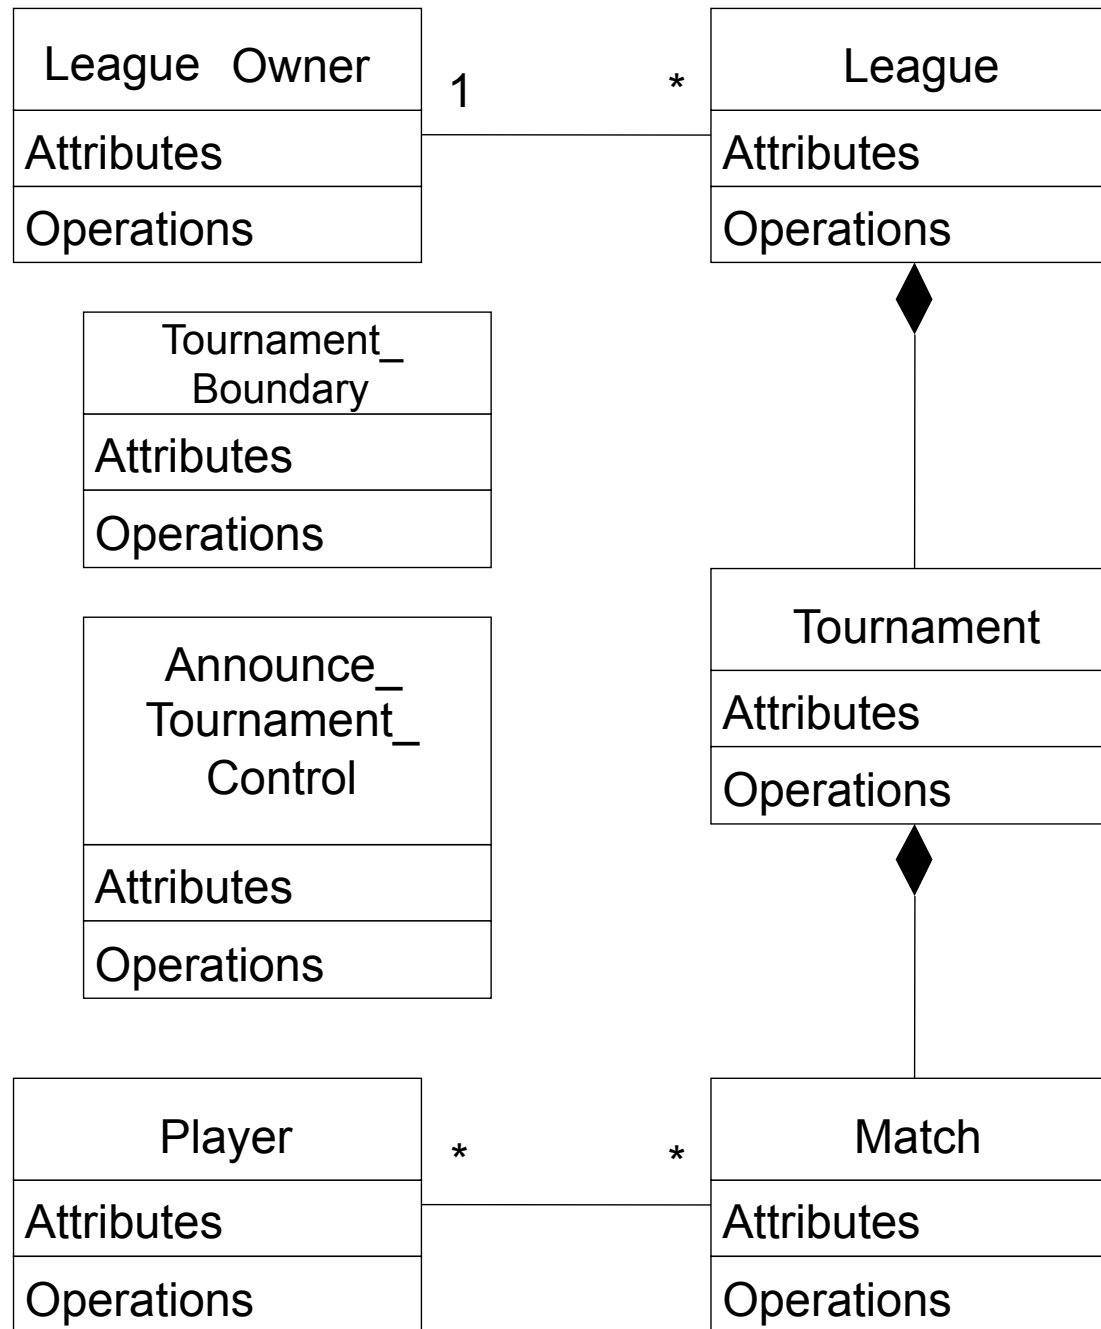 League Owner
Attributes
Operations
1
*
League
Attributes
Operations
Tournament_
Boundary
Attributes
Operations
Announce_
Tournament_
Control
Attributes
Operations
Tournament
Attributes
Operations
Player
Attributes
Operations
*
*
Match
Attributes
Operations